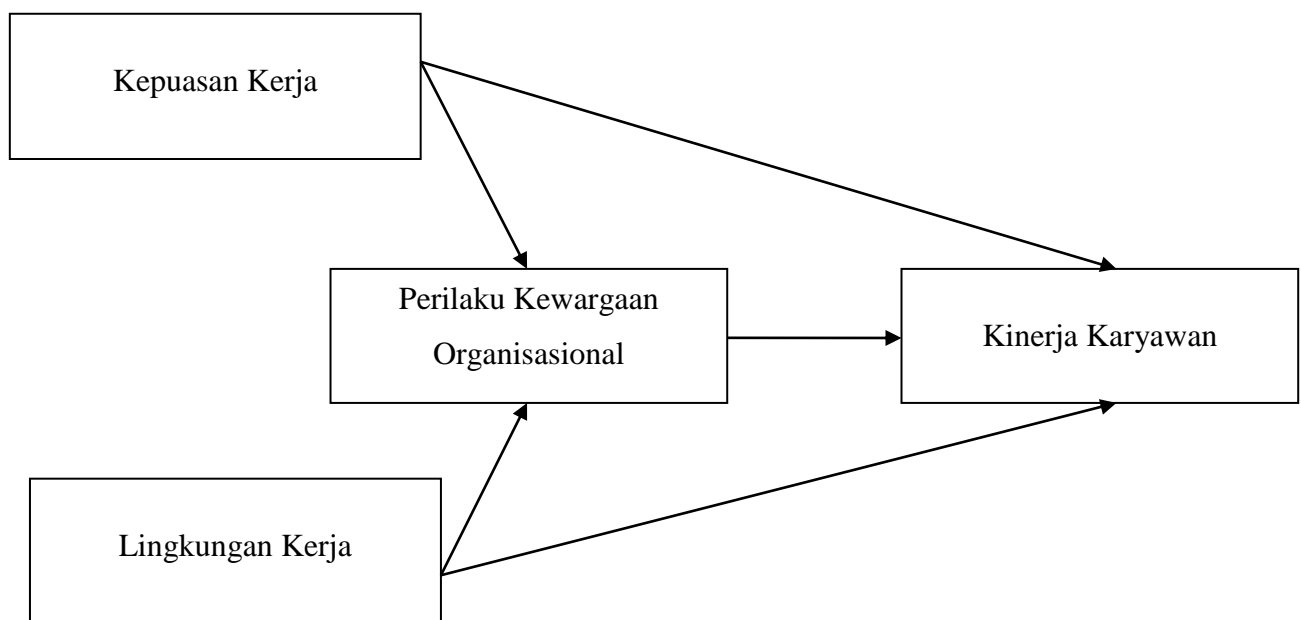 Kepuasan Kerja
Perilaku Kewargaan
Organisasional
Kinerja Karyawan
Lingkungan Kerja